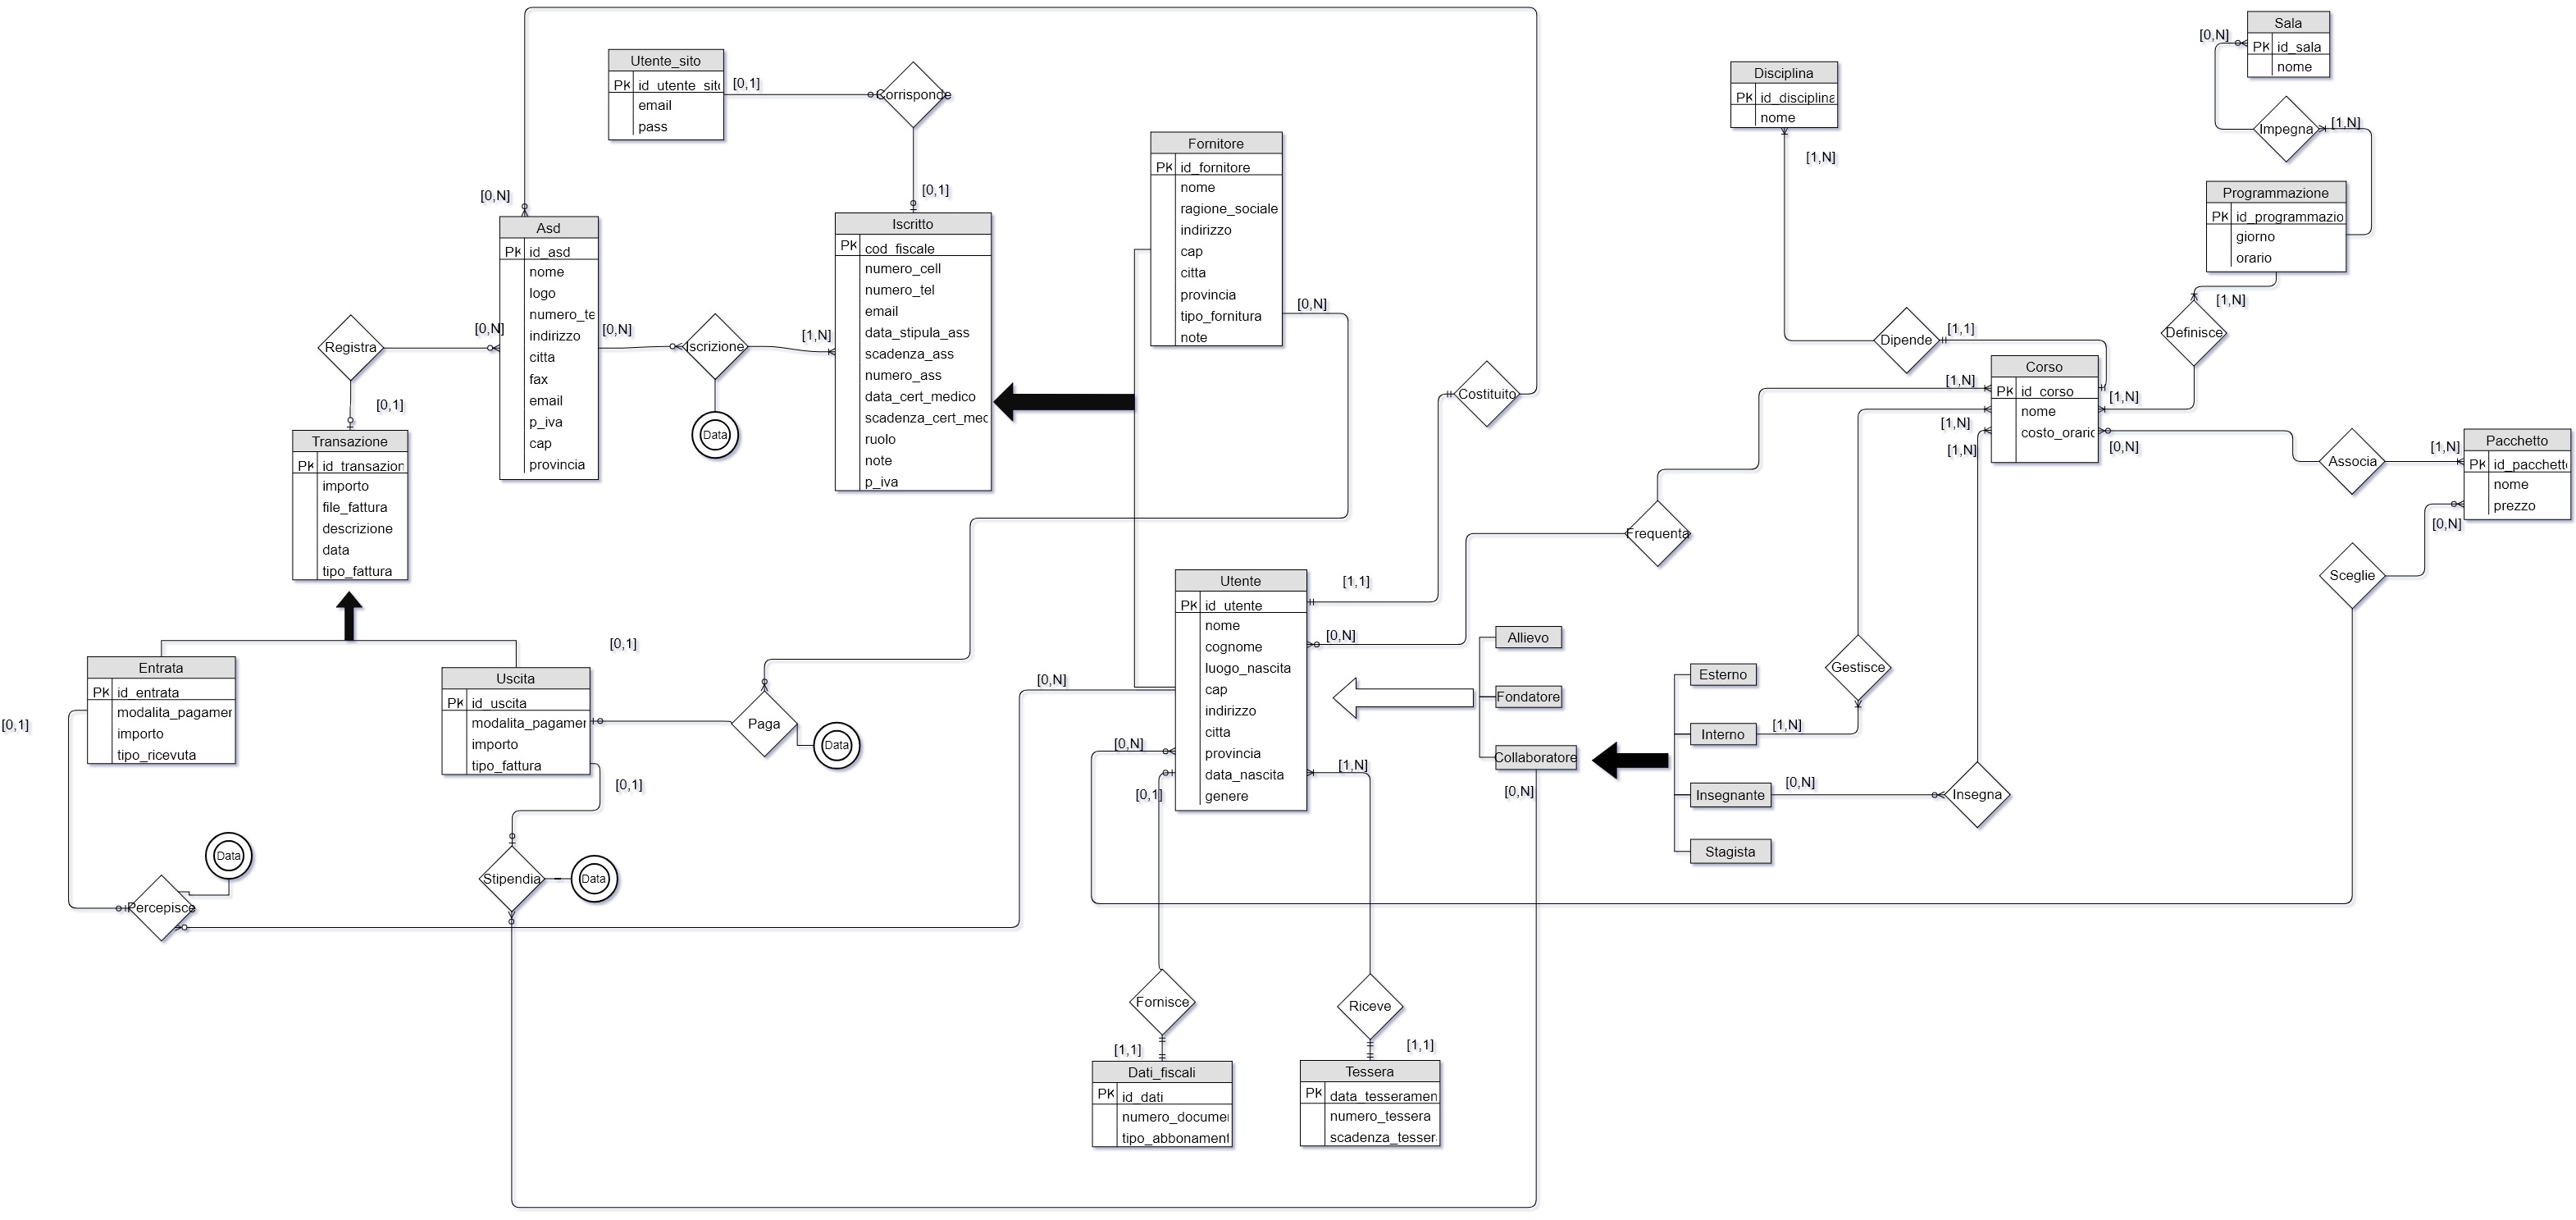 Utente_sito
PK id_utente_sito
email
pass
[0,1]
Corrisponde
[0,1]
[0,N]
Asd
PK id_asd
nome
logo
numero_te
indirizzo
citta
fax
email
p_iva
cap
provincia
[0,N]
[0,N]
Registra
[0,1]
Iscrizione
Data
[1,N]
Iscritto
PK cod_fiscale
numero_cell
numero_tel
email
data_stipula_ass
scadenza_ass
numero_ass
data_cert_medico
scadenza_cert_med
ruolo
note
p_iva
Fornitore
PK id_fornitore
nome
ragione_sociale
indirizzo
cap
citta
provincia
tipo_fornitura
note
[0,N]
Costituito
Disciplina
PK id_disciplina
nome
[1,N]
Dipende
[1,1]
Sala
PK id_sala
nome
[0,N]
Impegna
[1,N]
Programmazione
PK id_programmazio
giorno
orario
[1,N]
Definisce
[1,N]
Corso
PK id_corso
nome
costo_orario
[1,N]
[1,N]
[1,N]
[0,N]
Associa
[1,N]
Pacchetto
PK id_pacchetto
nome
prezzo
[0,N]
Sceglie
Frequenta
Transazione
PK id_transazion
importo
file_fattura
descrizione
data
tipo_fattura
Entrata
PK id_entrata
modalita_pagamer
importo
tipo_ricevuta
[0,1]
Uscita
PK id_uscita
modalita_pagamer
importo
tipo_fattura
[0,1]
[0,1]
Paga
Data
Data
Percepisce
Stipendia
Data
[0,N]
Utente
PK id_utente
nome
cognome
luogo_nascita
cap
indirizzo
citta
provincia
data_nascita
genere
[1,1]
[0,N]
[0,N]
[0,1]
[1,N]
Allievo
Fondatore
Collaboratore
[0,N]
Esterno
Interno
Insegnante
Stagista
[1,N]
[0,N]
Gestisce
Insegna
Fornisce
Riceve
[1,1]
[1,1]
Dati_fiscali
PK id_dati
numero_documen
tipo_abbonament
Tessera
PK data_tesseramen
numero_tessera
scadenza_tesser